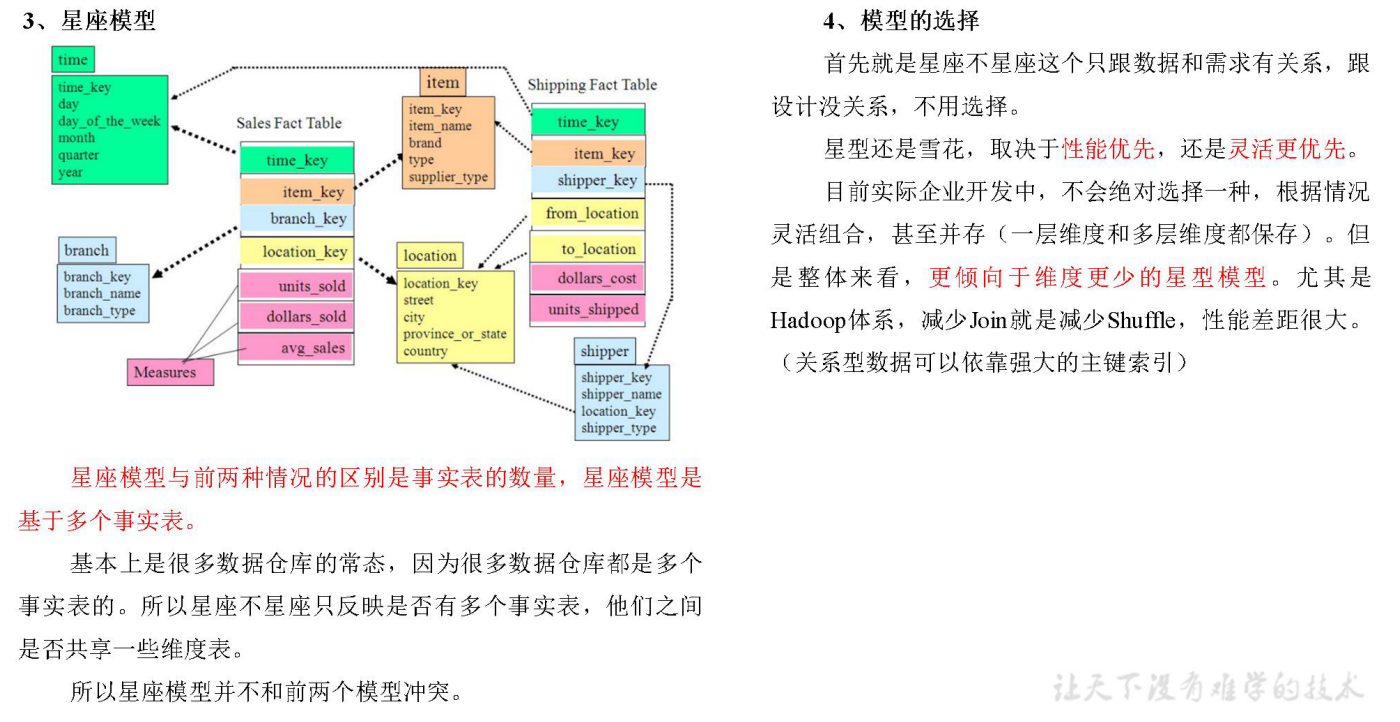 3、星座模型
time
time_key
day
day_of_the_week
month
quarter
year
Sales Fact Table
time_key
item_key
branch_key
location_key
units_sold
dollars_sold
avg_sales
Measures
branch
branch_key
branch_name
branch_type
item
item_key
item_name
brand
type
supplier_type
location
location_key
street
city
province_or_state
country
Shipping Fact Table
time_key
item_key
shipper_key
from_location
to_location
dollars_cost
units_shipped
shipper
shipper_key
shipper_name
location_key
shipper_type
星座模型与前两种情况的区别是事实表的数量，星座模型是
基于多个事实表。
基本上是很多数据仓库的常态，因为很多数据仓库都是多个
事实表的。所以星座不星座只反映是否有多个事实表，他们之间
是否共享一些维度表。
所以星座模型并不和前两个模型冲突。
4、模型的选择
首先就是星座不星座这个只跟数据和需求有关系，跟
设计没关系，不用选择。
星型还是雪花，取决于性能优先，还是灵活更优先。
目前实际企业开发中，不会绝对选择一种，根据情况
灵活组合，甚至并存（一层维度和多层维度都保存）。但
是整体来看，更倾向于维度更少的星型模型。尤其是
Hadoop体系，减少Join就是减少Shuffle，性能差距很大。
（关系型数据可以依靠强大的主键索引）
让天下没有难学的技术